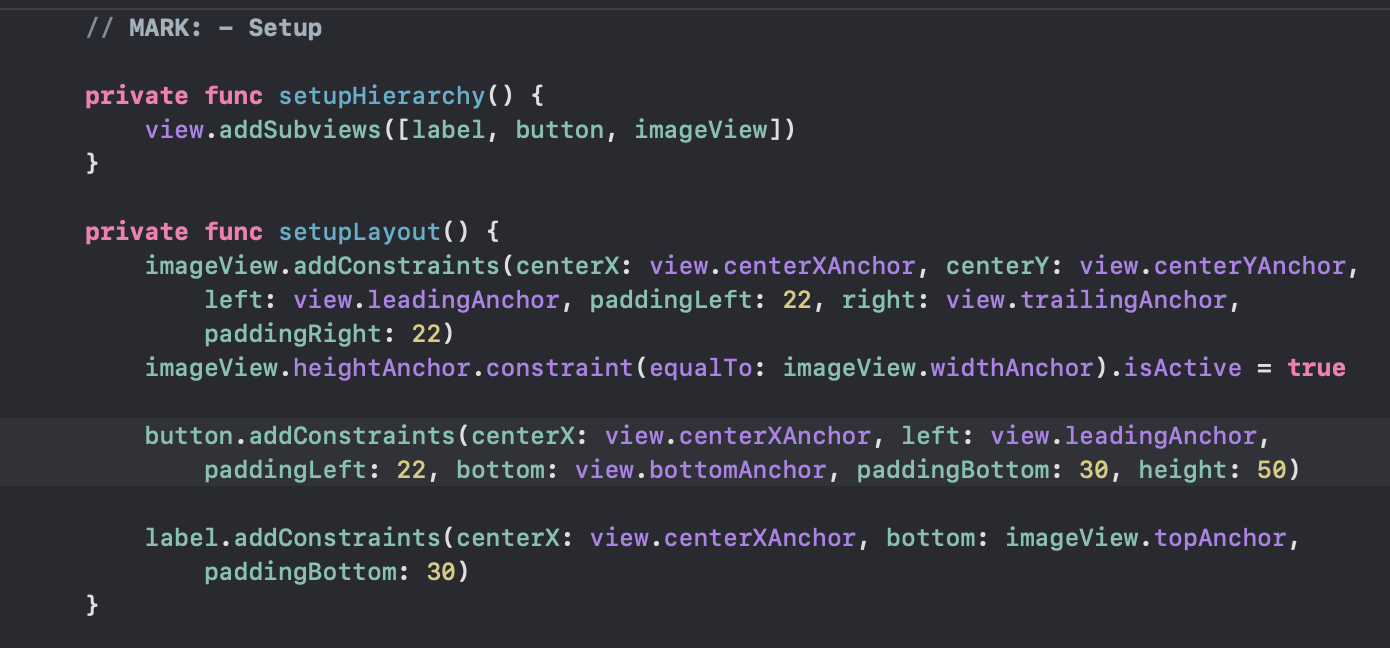 // MARK: - Setup
private func setupHierarchy() {
view.addSubviews([label, button, imageView])
}
private func setupLayout() {
imageView.addConstraints(centerX: view.centerXAnchor, centerY: view.centerYAnchor,
left: view.leadingAnchor, paddingLeft: 22, right: view.trailingAnchor,
paddingRight: 22)
imageView.heightAnchor.constraint(equalTo: imageView.widthAnchor).isActive = true
button.addConstraints(centerX: view.centerXAnchor, left: view.leadingAnchor,
paddingLeft: 22, bottom: view.bottomAnchor, paddingBottom: 30, height: 50)
label.addConstraints(centerX: view.centerXAnchor, bottom: imageView.topAnchor,
paddingBottom: 30)
}